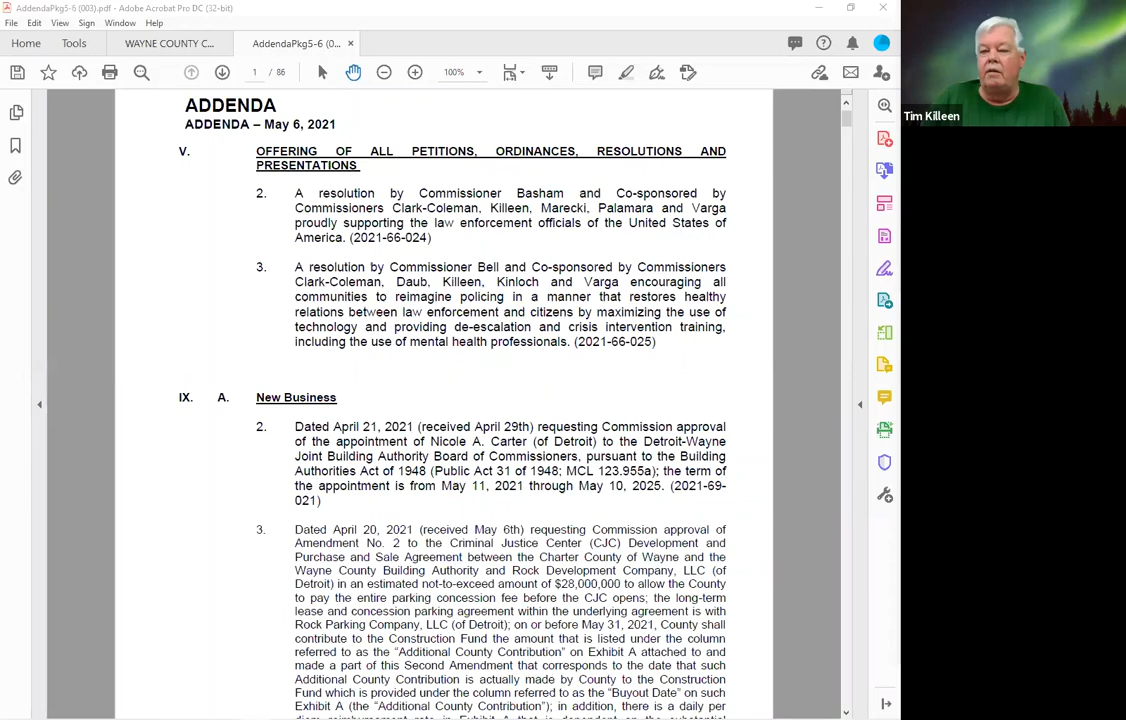 AddendaPkg5-6 (003).pdf - Adobe Acrobat Pro DC (32-bit)
File Edit View Sign Window Help
Home Tools WAYNE COUNTY C... AddendaPkg5-6 (0... ×
1 / 86 100%
Tim Killeen
ADDENDA
ADDENDA – May 6, 2021
V. OFFERING OF ALL PETITIONS, ORDINANCES, RESOLUTIONS AND
PRESENTATIONS
2. A resolution by Commissioner Basham and Co-sponsored by
Commissioners Clark-Coleman, Killeen, Marecki, Palamara and Varga
proudly supporting the law enforcement officials of the United States of
America. (2021-66-024)
3. A resolution by Commissioner Bell and Co-sponsored by Commissioners
Clark-Coleman, Daub, Killeen, Kinloch and Varga encouraging all
communities to reimagine policing in a manner that restores healthy
relations between law enforcement and citizens by maximizing the use of
technology and providing de-escalation and crisis intervention training,
including the use of mental health professionals. (2021-66-025)
IX. A. New Business
2. Dated April 21, 2021 (received April 29th) requesting Commission approval
of the appointment of Nicole A. Carter (of Detroit) to the Detroit-Wayne
Joint Building Authority Board of Commissioners, pursuant to the Building
Authorities Act of 1948 (Public Act 31 of 1948; MCL 123.955a); the term of
the appointment is from May 11, 2021 through May 10, 2025. (2021-69-
021)
3. Dated April 20, 2021 (received May 6th) requesting Commission approval of
Amendment No. 2 to the Criminal Justice Center (CJC) Development and
Purchase and Sale Agreement between the Charter County of Wayne and the
Wayne County Building Authority and Rock Development Company, LLC (of
Detroit) in an estimated not-to-exceed amount of $28,000,000 to allow the County
to pay the entire parking concession fee before the CJC opens; the long-term
lease and concession parking agreement within the underlying agreement is with
Rock Parking Company, LLC (of Detroit); on or before May 31, 2021, County shall
contribute to the Construction Fund the amount that is listed under the column
referred to as the “Additional County Contribution” on Exhibit A attached to and
made a part of this Second Amendment that corresponds to the date that such
Additional County Contribution is actually made by County to the Construction
Fund which is provided under the column referred to as the “Buyout Date” on such
Exhibit A (the “Additional County Contribution”); in addition, there is a daily per
diem reimbursement rate in Exhibit A that is dependent on the substantial